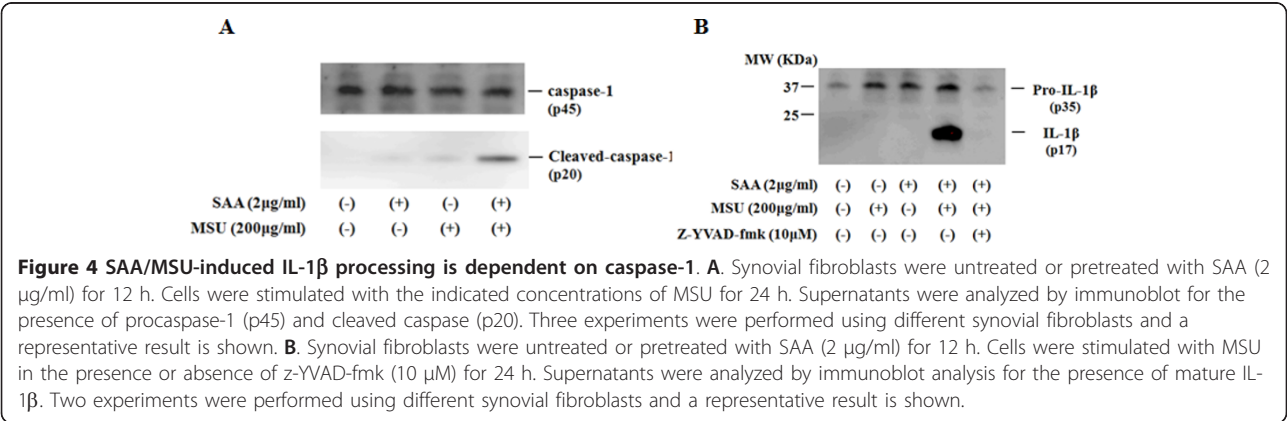 A
B
caspase-1
(p45)
Cleaved-caspase-1
(p20)
SAA (2μg/ml) (-) (+) (-) (+)
MSU (200μg/ml) (-) (-) (+) (+)
MW (KDa)
37
25
Pro-IL-1β
(p35)
IL-1β
(p17)
SAA (2μg/ml) (-) (-) (+) (+) (+)
MSU (200μg/ml) (-) (+) (-) (+) (+)
Z-YVAD-fmk (10μM) (-) (-) (-) (-) (+)
Figure 4 SAA/MSU-induced IL-1β processing is dependent on caspase-1. A. Synovial fibroblasts were untreated or pretreated with SAA (2
μg/ml) for 12 h. Cells were stimulated with the indicated concentrations of MSU for 24 h. Supernatants were analyzed by immunoblot for the
presence of procaspase-1 (p45) and cleaved caspase (p20). Three experiments were performed using different synovial fibroblasts and a
representative result is shown. B. Synovial fibroblasts were untreated or pretreated with SAA (2 μg/ml) for 12 h. Cells were stimulated with MSU
in the presence or absence of z-YVAD-fmk (10 μM) for 24 h. Supernatants were analyzed by immunoblot analysis for the presence of mature IL-
1β. Two experiments were performed using different synovial fibroblasts and a representative result is shown.